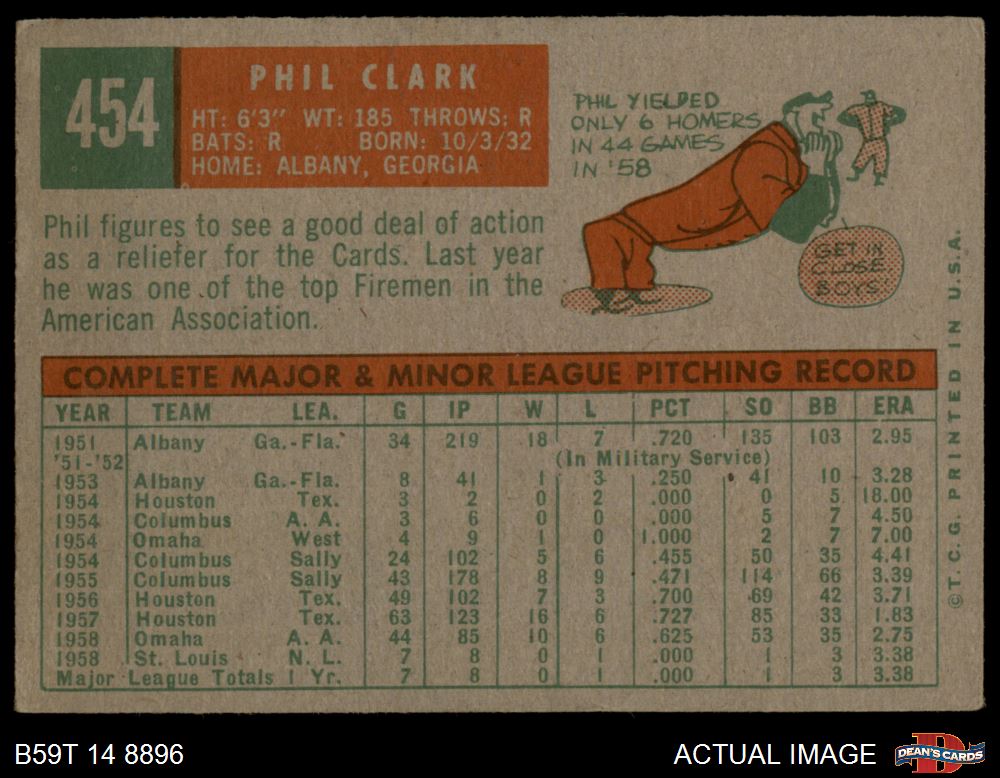 454
PHIL CLARK
HT: 6'3" WT: 185 THROWS: R
BATS: R BORN: 10/3/32
HOME: ALBANY, GEORGIA
PHIL YIELDED
ONLY 6 HOMERS
IN 44 GAMES
IN '58
GET IN
CLOSE
BOYS
Phil figures to see a good deal of action
as a reliefer for the Cards. Last year
he was one of the top Firemen in the
American Association.
COMPLETE MAJOR & MINOR LEAGUE PITCHING RECORD
YEAR TEAM LEA. G IP W L PCT SO BB ERA
1951 Albany Ga.-Fla. 34 219 18 7 .720 135 103 2.95
'51-'52 (In Military Service)
1953 Albany Ga.-Fla. 8 41 1 3 .250 41 10 3.28
1954 Houston Tex. 3 2 0 2 .000 0 5 18.00
1954 Columbus A. A. 3 6 0 0 .000 5 7 4.50
1954 Omaha West 4 9 1 0 1.000 2 7 7.00
1954 Columbus Sally 24 102 5 6 .455 50 35 4.41
1955 Columbus Sally 43 178 8 9 .471 114 66 3.39
1956 Houston Tex. 49 102 7 3 .700 69 42 3.71
1957 Houston Tex. 63 123 16 6 .727 85 33 1.83
1958 Omaha A. A. 44 85 10 6 .625 53 35 2.75
1958 St. Louis N. L. 7 8 0 1 .000 1 3 3.38
Major League Totals 1 Yr. 7 8 0 1 .000 1 3 3.38
© T. C. G. PRINTED IN U.S.A.
B59T 14 8896
ACTUAL IMAGE
D
DEAN'S CARDS